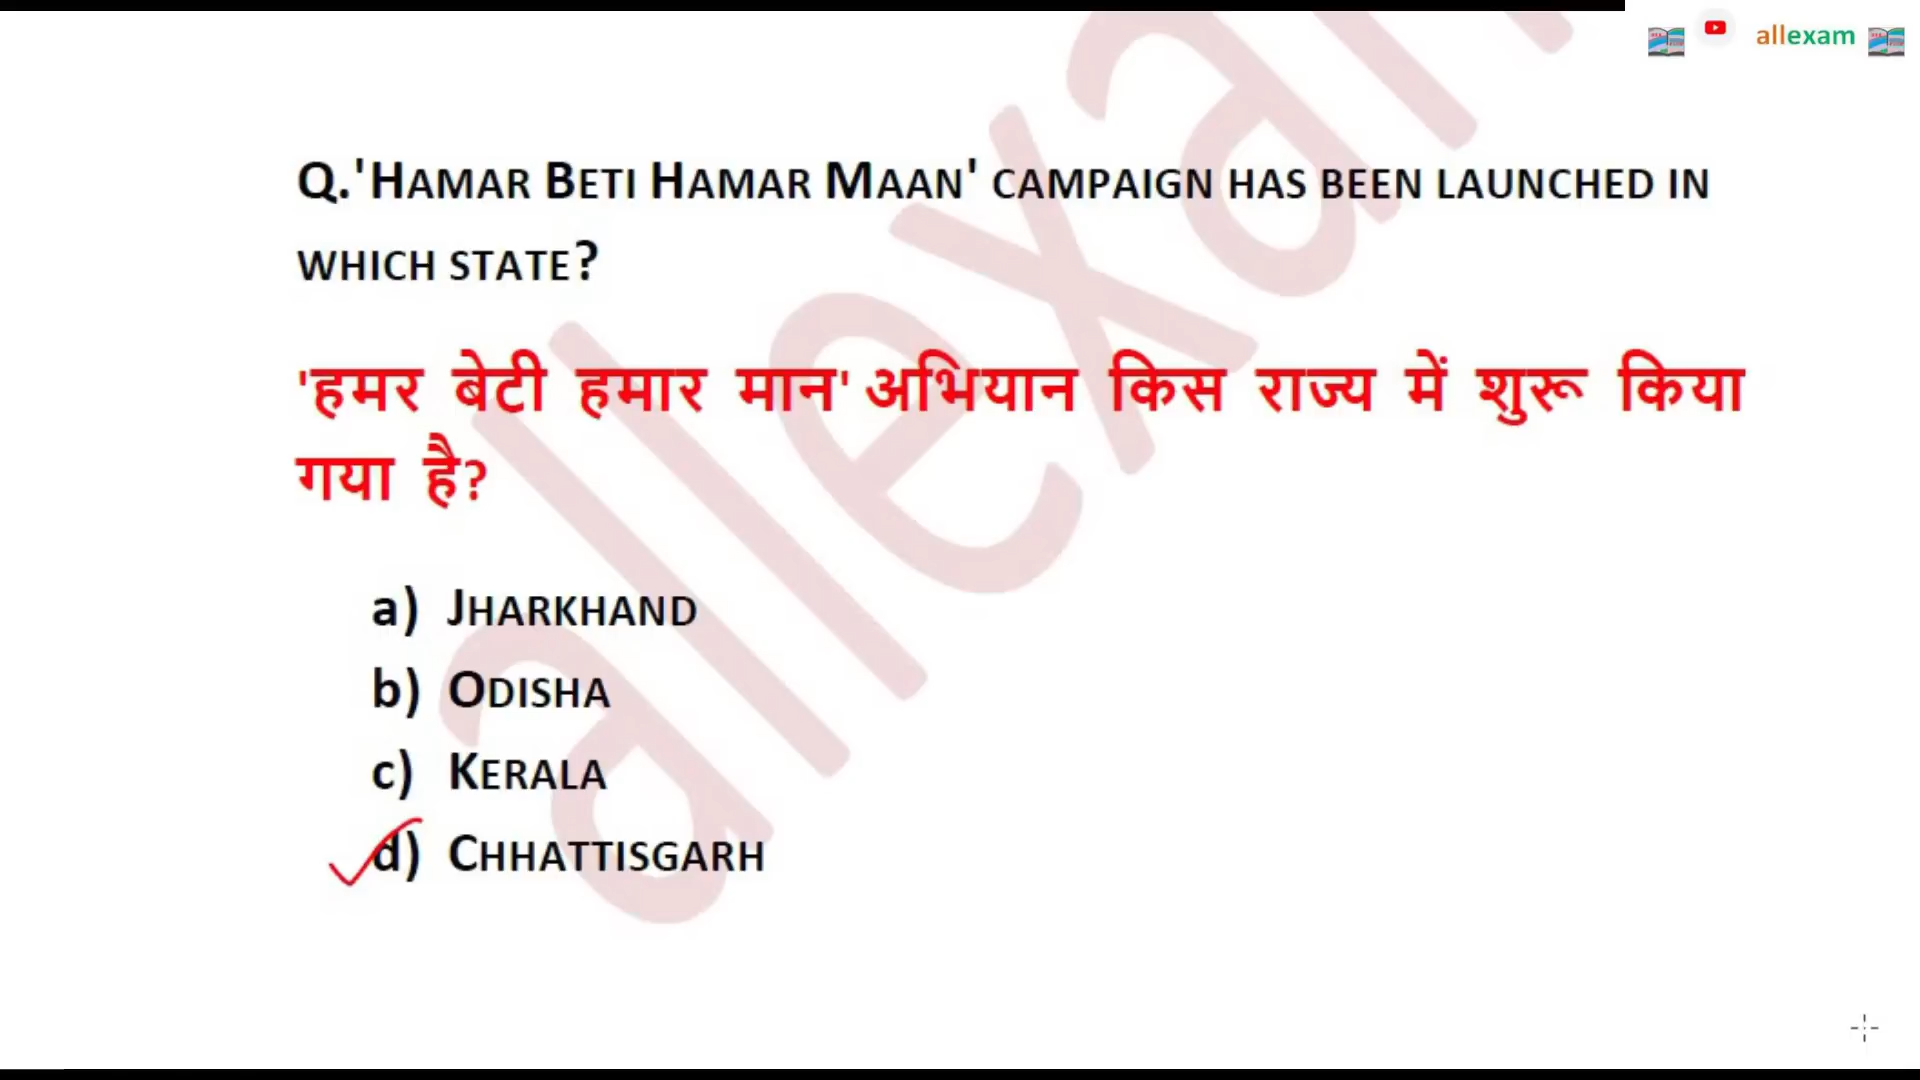 allexam
Q.'HAMAR BETI HAMAR MAAN' CAMPAIGN HAS BEEN LAUNCHED IN
WHICH STATE?
'हमर बेटी हमार मान' अभियान किस राज्य में शुरू किया
गया है?
a) JHARKHAND
b) ODISHA
c) KERALA
d) CHHATTISGARH
allexam